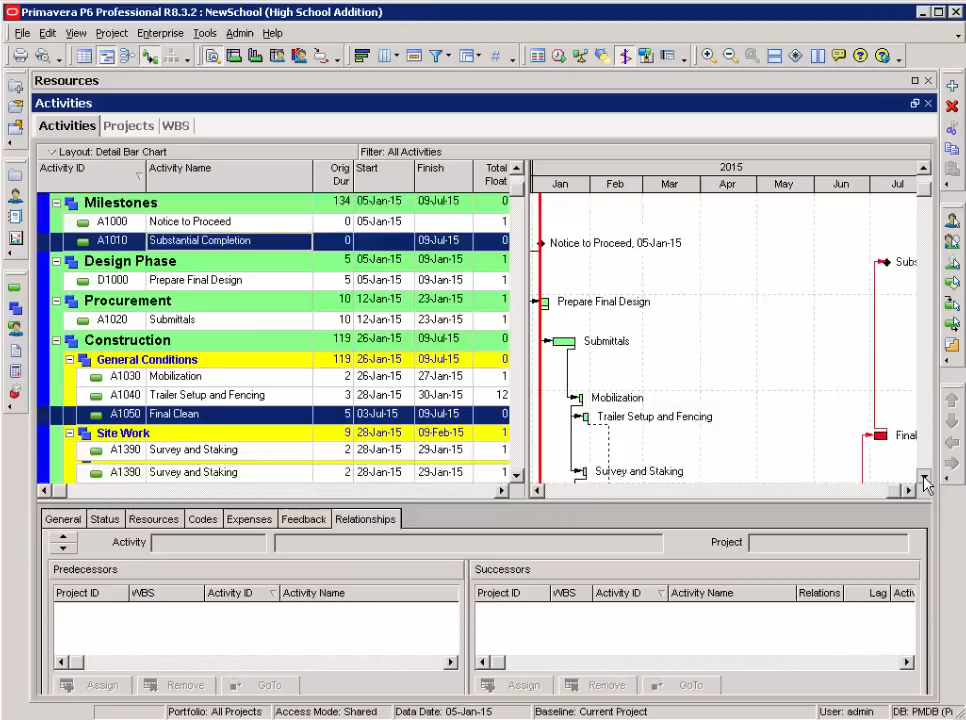 Primavera P6 Professional R8.3.2 : NewSchool (High School Addition)
File Edit View Project Enterprise Tools Admin Help
Resources
Activities
Activities Projects WBS
Layout: Detail Bar Chart Filter: All Activities
Activity ID Activity Name Orig Dur Start Finish Total Float 2015
Jan Feb Mar Apr May Jun Jul
Milestones 134 05-Jan-15 09-Jul-15 0
A1000 Notice to Proceed 0 05-Jan-15 1
A1010 Substantial Completion 0 09-Jul-15 0 Notice to Proceed, 05-Jan-15
Design Phase 5 05-Jan-15 09-Jan-15 1 Subs
D1000 Prepare Final Design 5 05-Jan-15 09-Jan-15 1
Procurement 10 12-Jan-15 23-Jan-15 1 Prepare Final Design
A1020 Submittals 10 12-Jan-15 23-Jan-15 1
Construction 119 26-Jan-15 09-Jul-15 0 Submittals
General Conditions 119 26-Jan-15 09-Jul-15 0
A1030 Mobilization 2 26-Jan-15 27-Jan-15 1
A1040 Trailer Setup and Fencing 3 28-Jan-15 30-Jan-15 12 Mobilization
A1050 Final Clean 5 03-Jul-15 09-Jul-15 0 Trailer Setup and Fencing
Site Work 9 28-Jan-15 09-Feb-15 1 Final
A1390 Survey and Staking 2 28-Jan-15 29-Jan-15 1
A1390 Survey and Staking 2 28-Jan-15 29-Jan-15 1 Survey and Staking
General Status Resources Codes Expenses Feedback Relationships
Activity Project
Predecessors Successors
Project ID WBS Activity ID Activity Name Project ID WBS Activity ID Activity Name Relations Lag Activ
Assign Remove GoTo Assign Remove GoTo
Portfolio: All Projects Access Mode: Shared Data Date: 05-Jan-15 Baseline: Current Project User: admin DB: PMDB (P